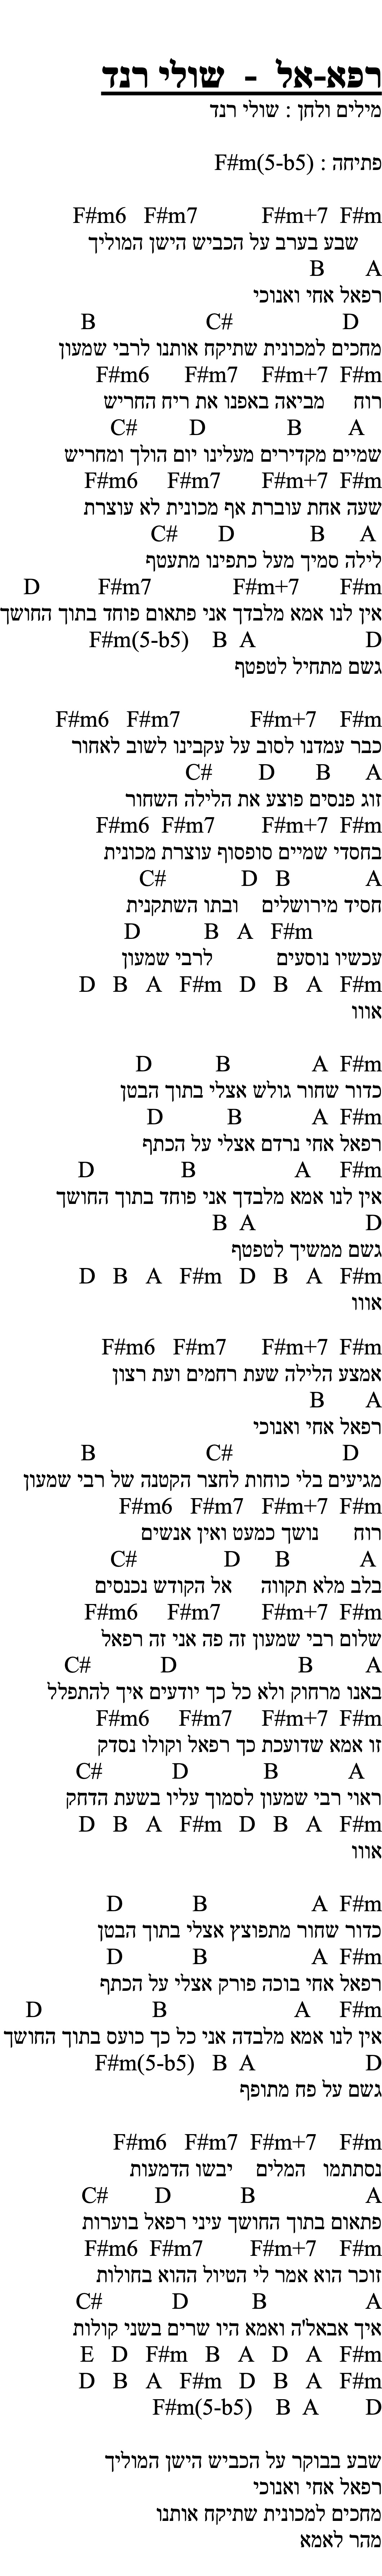 רפא-אל - שולי רנד
מילים ולחן : שולי רנד
פתיחה : F#m(5-b5)
F#m6 F#m7 F#m+7 F#m
שבע בערב על הכביש הישן המוליך
B A
רפאל אחי ואנוכי
B C# D
מחכים למכונית שתיקח אותנו לרבי שמעון
F#m6 F#m7 F#m+7 F#m
רוח מביאה באפנו את ריח החריש
C# D B A
שמיים מקדירים מעלינו יום הולך ומחריש
F#m6 F#m7 F#m+7 F#m
שעה אחת עוברת אף מכונית לא עוצרת
C# D B A
לילה סמיך מעל כתפינו מתעטף
D F#m7 F#m+7 F#m
אין לנו אמא מלבדך אני פתאום פוחד בתוך החושך
F#m(5-b5) B A D
גשם מתחיל לטפטף
F#m6 F#m7 F#m+7 F#m
כבר עמדנו לסוב על עקבינו לשוב לאחור
C# D B A
זוג פנסים פוצע את הלילה השחור
F#m6 F#m7 F#m+7 F#m
בחסדי שמיים סופסוף עוצרת מכונית
C# D B A
חסיד מירושלים ובתו השתקנית
D B A F#m
עכשיו נוסעים לרבי שמעון
D B A F#m D B A F#m
אווו
D B A F#m
כדור שחור גולש אצלי בתוך הבטן
D B A F#m
רפאל אחי נרדם אצלי על הכתף
D B A F#m
אין לנו אמא מלבדך אני פוחד בתוך החושך
B A D
גשם ממשיך לטפטף
D B A F#m D B A F#m
אווו
F#m6 F#m7 F#m+7 F#m
אמצע הלילה שעת רחמים ועת רצון
B A
רפאל אחי ואנוכי
B C# D
מגיעים בלי כוחות לחצר הקטנה של רבי שמעון
F#m6 F#m7 F#m+7 F#m
רוח נושך כמעט ואין אנשים
C# D B A
בלב מלא תקווה אל הקודש נכנסים
F#m6 F#m7 F#m+7 F#m
שלום רבי שמעון זה פה אני זה רפאל
C# D B A
באנו מרחוק ולא כל כך יודעים איך להתפלל
F#m6 F#m7 F#m+7 F#m
זו אמא שדועכת כך רפאל וקולו נסדק
C# D B A
ראוי רבי שמעון לסמוך עליו בשעת הדחק
D B A F#m D B A F#m
אווו
D B A F#m
כדור שחור מתפוצץ אצלי בתוך הבטן
D B A F#m
רפאל אחי בוכה פורק אצלי על הכתף
D B A F#m
אין לנו אמא מלבדה אני כל כך כועס בתוך החושך
F#m(5-b5) B A D
גשם על פח מתופף
F#m6 F#m7 F#m+7 F#m
נסתתמו המלים יבשו הדמעות
C# D B A
פתאום בתוך החושך עיני רפאל בוערות
F#m6 F#m7 F#m+7 F#m
זוכר הוא אמר לי הטיול ההוא בחולות
C# D B A
איך אבאל'ה ואמא היו שרים בשני קולות
E D F#m B A D A F#m
D B A F#m D B A F#m
F#m(5-b5) B A D
שבע בבוקר על הכביש הישן המוליך
רפאל אחי ואנוכי
מחכים למכונית שתיקח אותנו
מהר לאמא